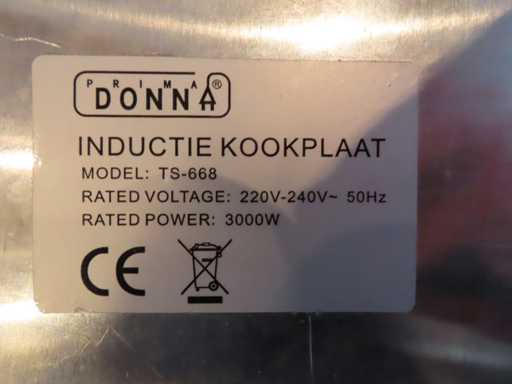 PRIMA®
DONNA
INDUCTIE KOOKPLAAT
MODEL: TS-668
RATED VOLTAGE: 220V-240V~ 50Hz
RATED POWER: 3000W
CE